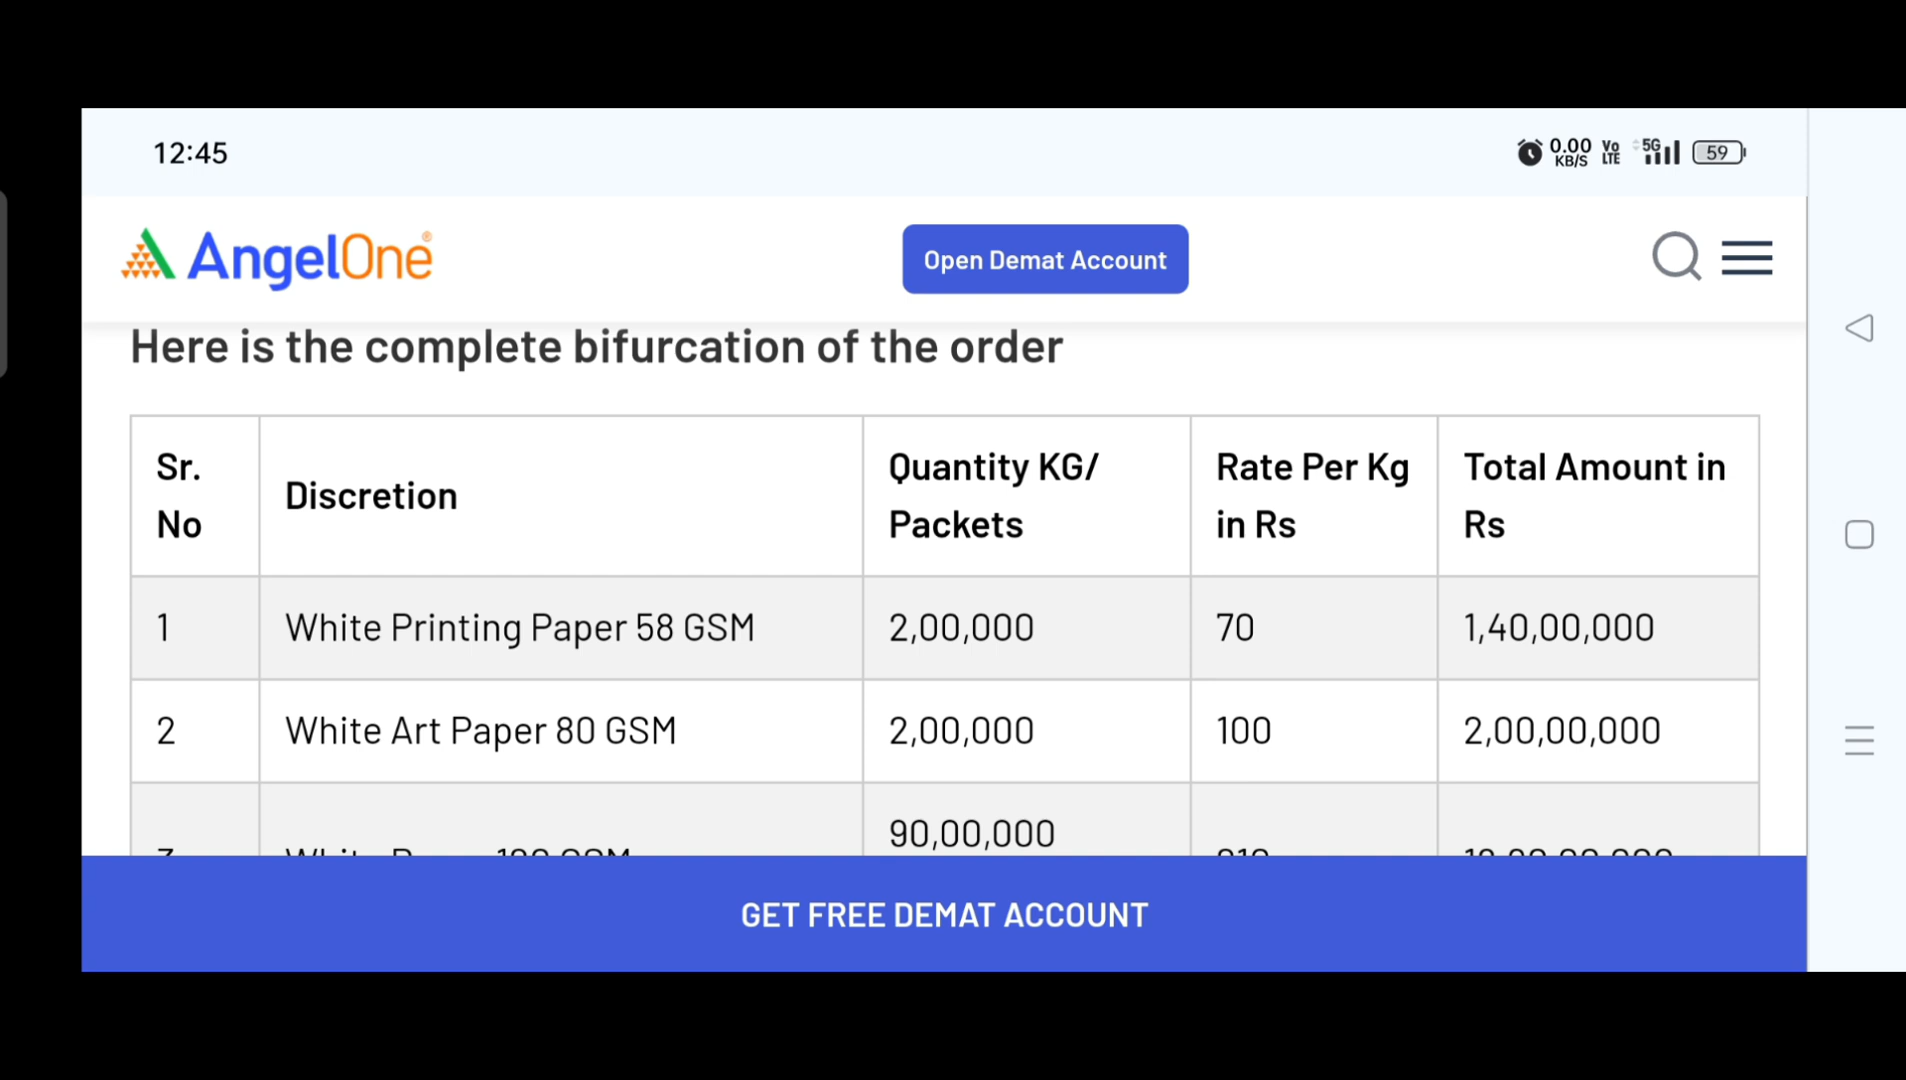 12:45
0.00 KB/S Vo LTE 5G 59
AngelOne
Open Demat Account
Here is the complete bifurcation of the order
Sr. No | Discretion | Quantity KG/ Packets | Rate Per Kg in Rs | Total Amount in Rs
1 | White Printing Paper 58 GSM | 2,00,000 | 70 | 1,40,00,000
2 | White Art Paper 80 GSM | 2,00,000 | 100 | 2,00,00,000
90,00,000
GET FREE DEMAT ACCOUNT